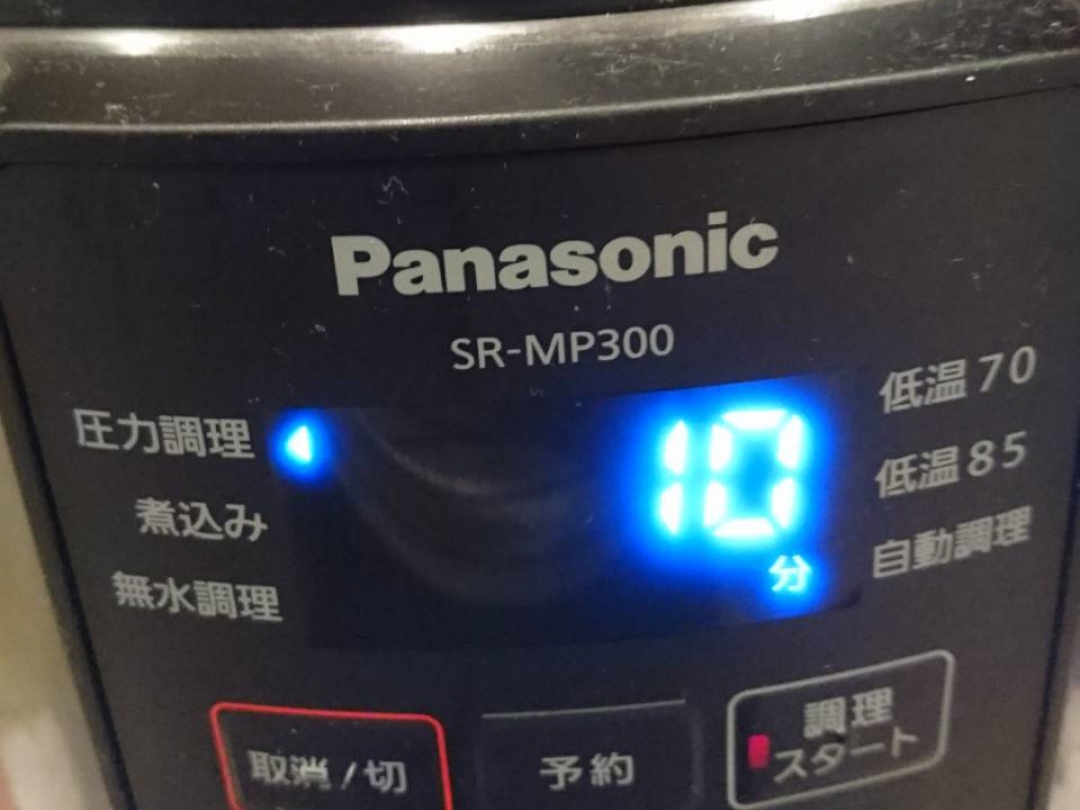 Panasonic
SR-MP300
圧力調理
煮込み
無水調理
10
分
低温70
低温85
自動調理
取消/切
予約
調理
スタート